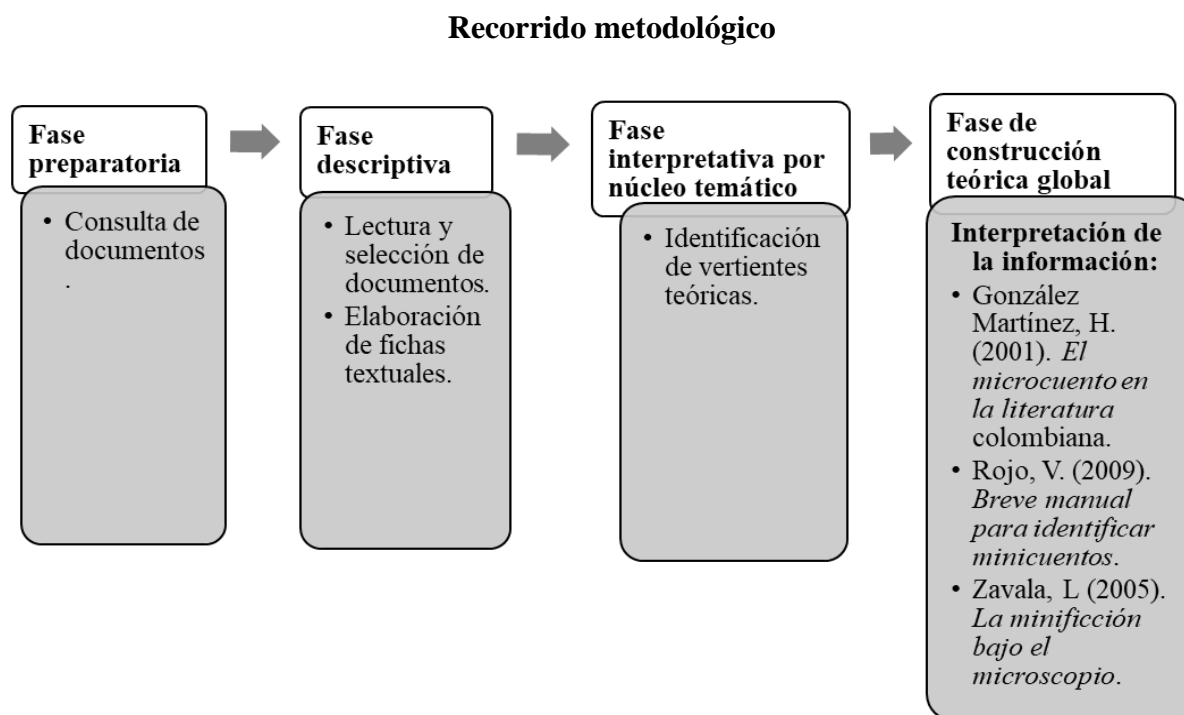 Recorrido metodológico
Fase
preparatoria
• Consulta de
documentos
.
Fase
descriptiva
• Lectura y
selección de
documentos.
• Elaboración
de fichas
textuales.
Fase
interpretativa por
núcleo temático
• Identificación
de vertientes
teóricas.
Fase de
construcción
teórica global
Interpretación de
la información:
• González
Martínez, H.
(2001). El
microcuento en
la literatura
colombiana.
• Rojo, V. (2009).
Breve manual
para identificar
minicuentos.
• Zavala, L (2005).
La minificción
bajo el
microscopio.